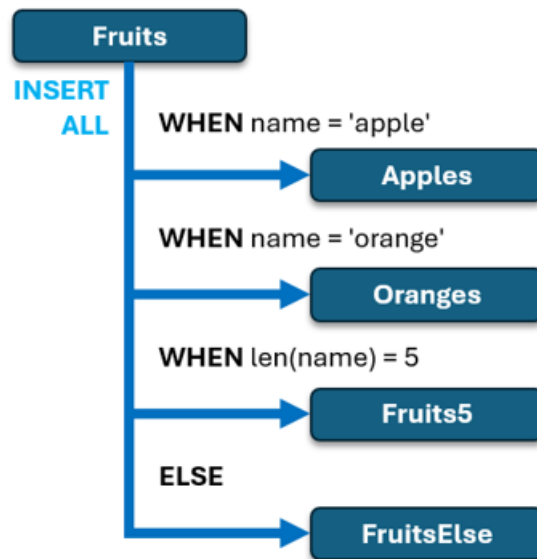 Fruits
INSERT
ALL
WHEN name = 'apple'
Apples
WHEN name = 'orange'
Oranges
WHEN len(name) = 5
Fruits5
ELSE
FruitsElse